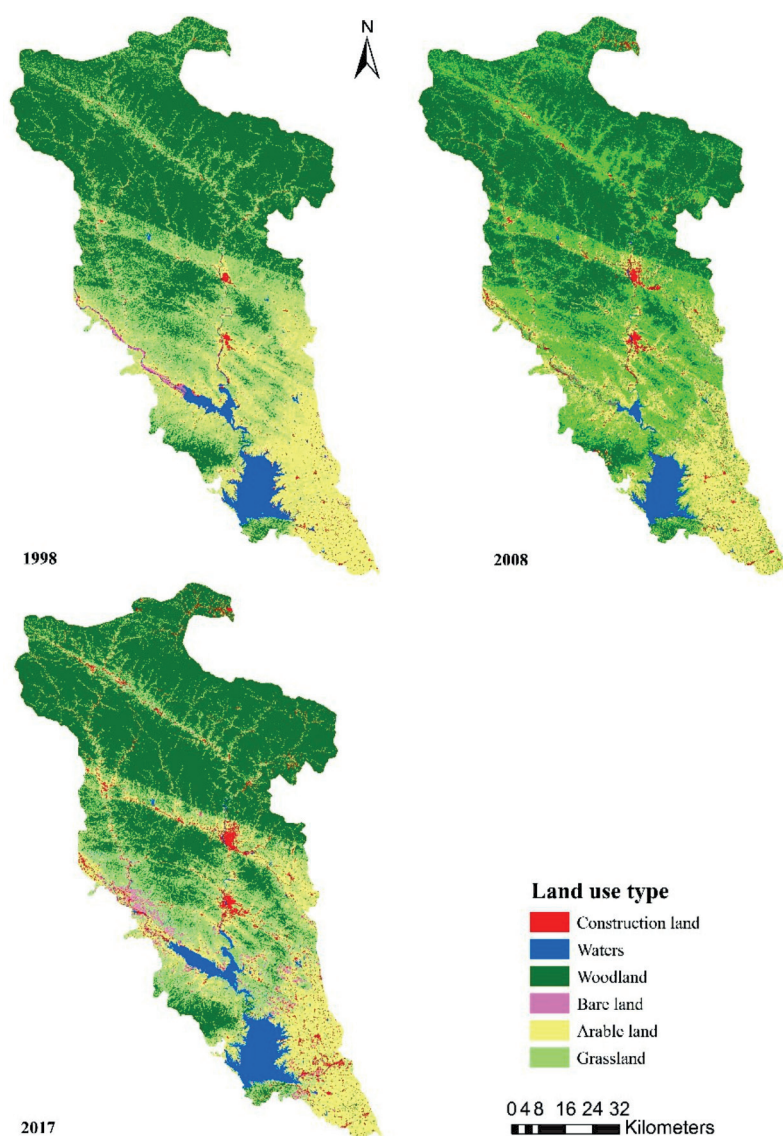 N
1998
2008
2017
Land use type
Construction land
Waters
Woodland
Bare land
Arable land
Grassland
0 4 8 16 24 32
Kilometers